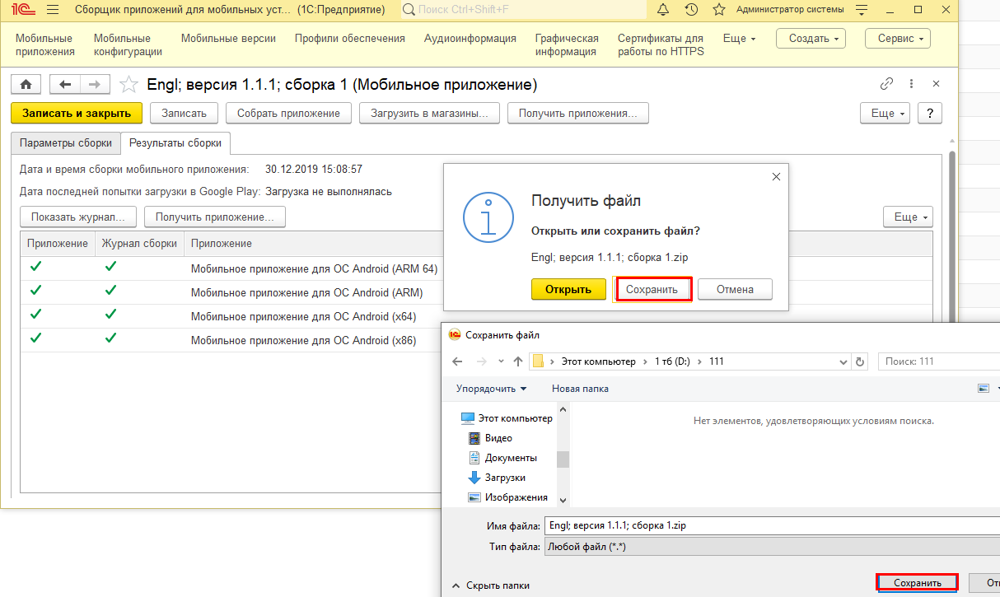 Сборщик приложений для мобильных уст... (1С:Предприятие)
Поиск Ctrl+Shift+F
Администратор системы
Мобильные приложения
Мобильные конфигурации
Мобильные версии
Профили обеспечения
Аудиоинформация
Графическая информация
Сертификаты для работы по HTTPS
Еще
Создать
Сервис
Engl; версия 1.1.1; сборка 1 (Мобильное приложение)
Записать и закрыть
Записать
Собрать приложение
Загрузить в магазины...
Получить приложения...
Еще
?
Параметры сборки
Результаты сборки
Дата и время сборки мобильного приложения: 30.12.2019 15:08:57
Дата последней попытки загрузки в Google Play: Загрузка не выполнялась
Показать журнал...
Получить приложение...
Еще
Приложение
Журнал сборки
Приложение
Мобильное приложение для ОС Android (ARM 64)
Мобильное приложение для ОС Android (ARM)
Мобильное приложение для ОС Android (x64)
Мобильное приложение для ОС Android (x86)
Получить файл
Открыть или сохранить файл?
Engl; версия 1.1.1; сборка 1.zip
Открыть
Сохранить
Отмена
Сохранить файл
Этот компьютер
1 тб (D:)
111
Поиск: 111
Упорядочить
Новая папка
Этот компьютер
Видео
Документы
Загрузки
Изображения
Нет элементов, удовлетворяющих условиям поиска.
Имя файла: Engl; версия 1.1.1; сборка 1.zip
Тип файла: Любой файл (*.*)
Скрыть папки
Сохранить